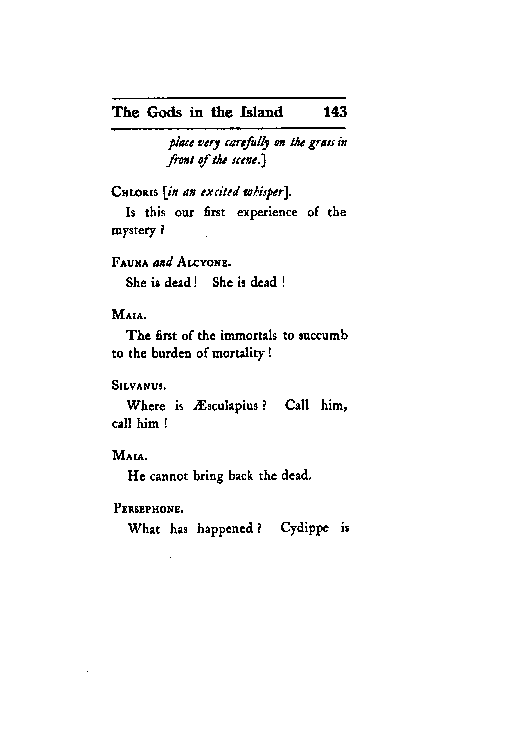 The Gods in the Island 143
place very carefully on the grass in
front of the scene.]
CHLORIS [in an excited whisper].
Is this our first experience of the
mystery?
FAUNA and ALCYONE.
She is dead! She is dead!
MAIA.
The first of the immortals to succumb
to the burden of mortality!
SILVANUS.
Where is Æsculapius? Call him,
call him!
MAIA.
He cannot bring back the dead.
PERSEPHONE.
What has happened? Cydippe is